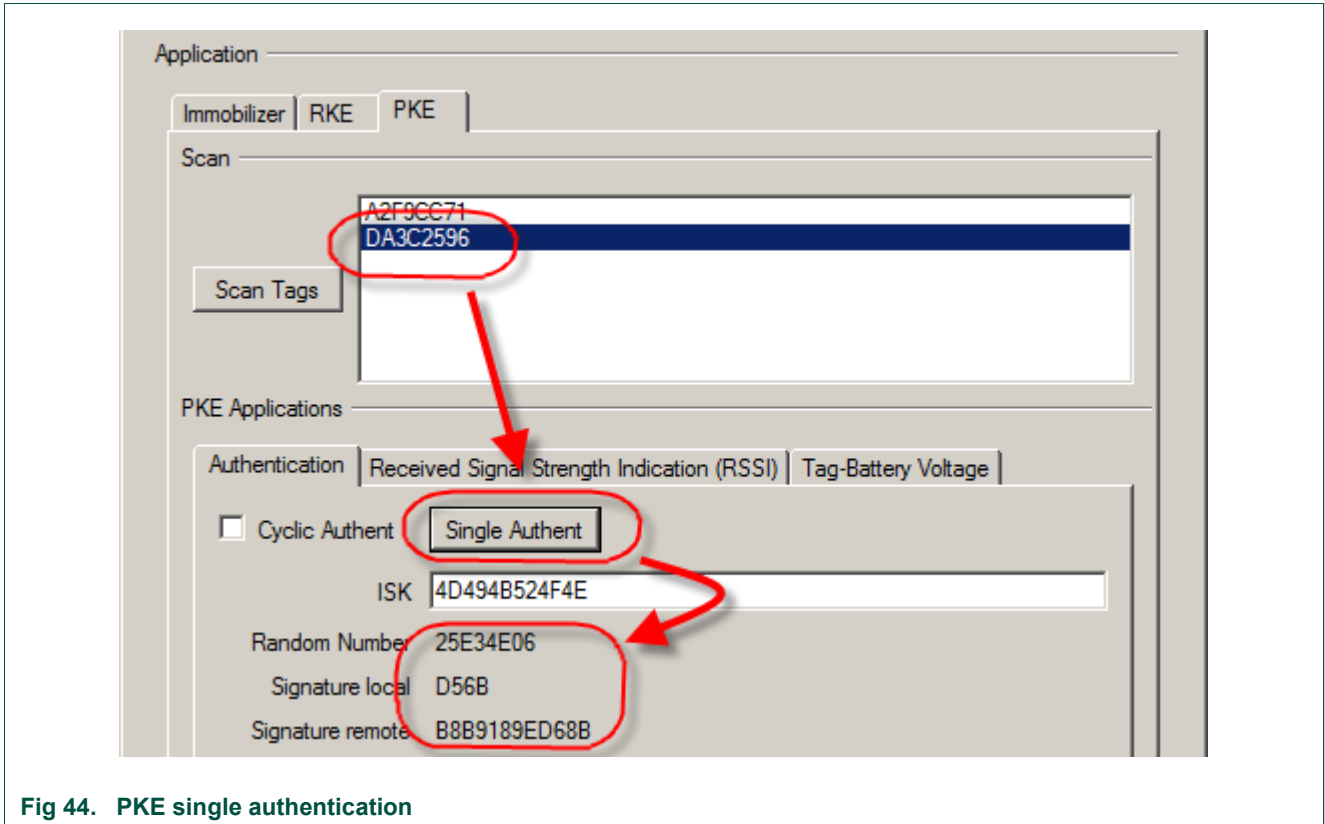 Application
Immobilizer RKE PKE
Scan
A2F9CC71
DA3C2596
Scan Tags
PKE Applications
Authentication Received Signal Strength Indication (RSSI) Tag-Battery Voltage
Cyclic Authent Single Authent
ISK 4D494B524F4E
Random Number 25E34E06
Signature local D56B
Signature remote B8B9189ED68B
Fig 44. PKE single authentication